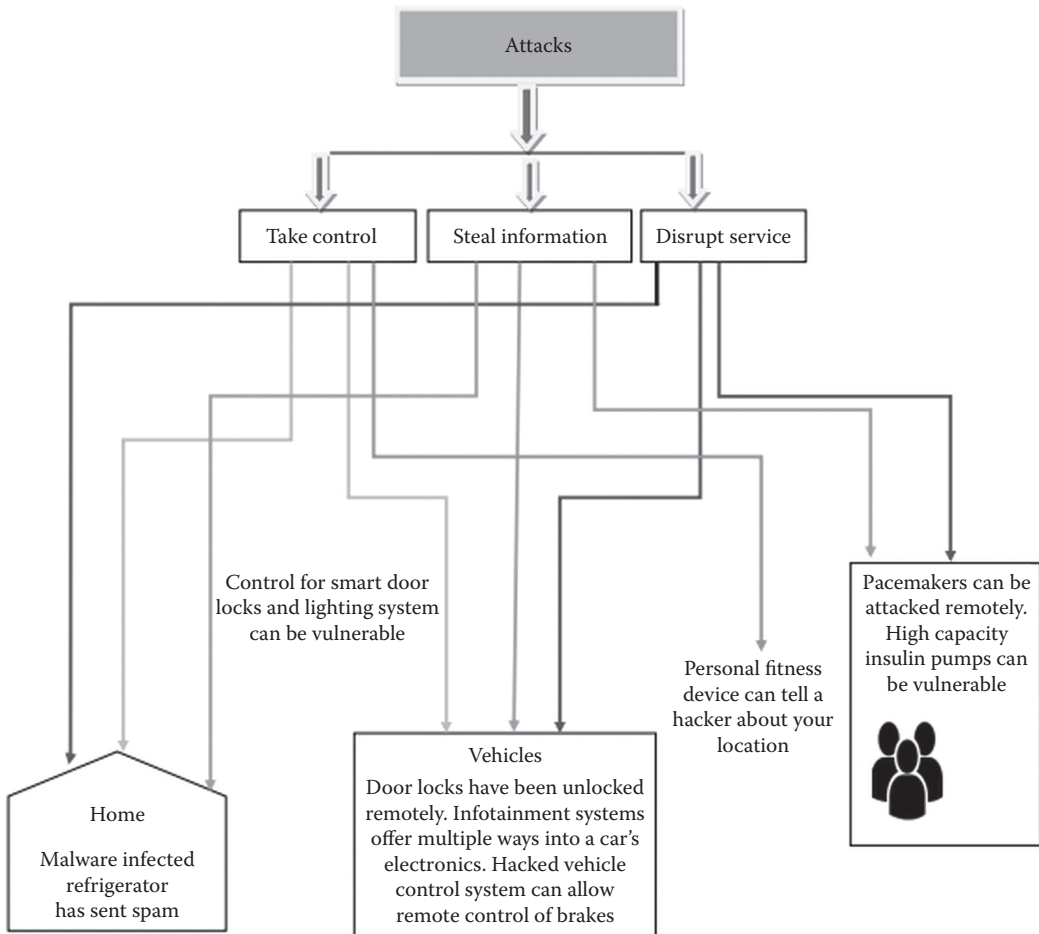 Attacks
Take control
Steal information
Disrupt service
Control for smart door
locks and lighting system
can be vulnerable
Pacemakers can be
attacked remotely.
High capacity
insulin pumps can
be vulnerable
Personal fitness
device can tell a
hacker about your
location
Home
Malware infected
refrigerator
has sent spam
Vehicles
Door locks have been unlocked
remotely. Infotainment systems
offer multiple ways into a car’s
electronics. Hacked vehicle
control system can allow
remote control of brakes